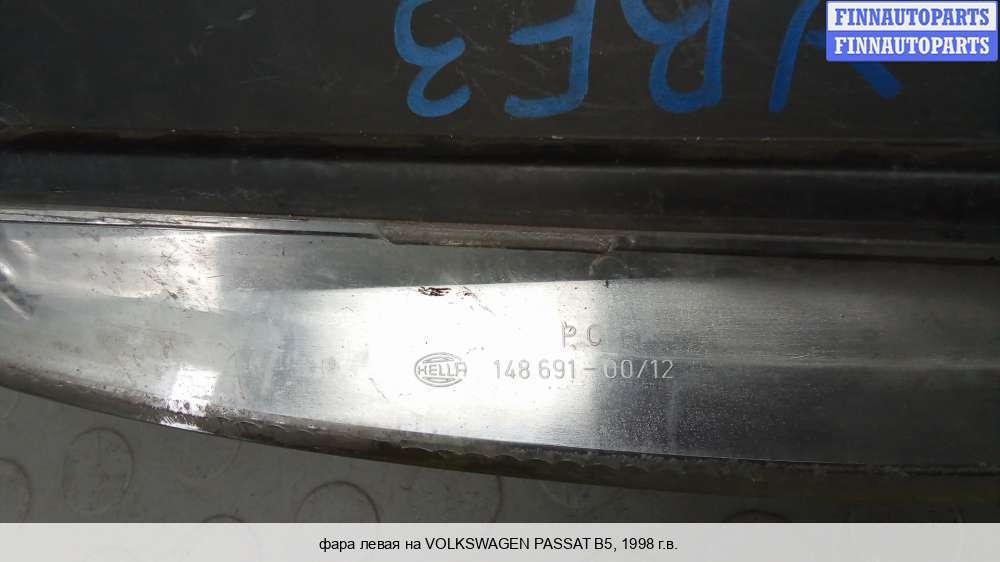 FINNAUTOPARTS
FINNAUTOPARTS
PC
HELLA
148 691-00/12
фара левая на VOLKSWAGEN PASSAT B5, 1998 г.в.